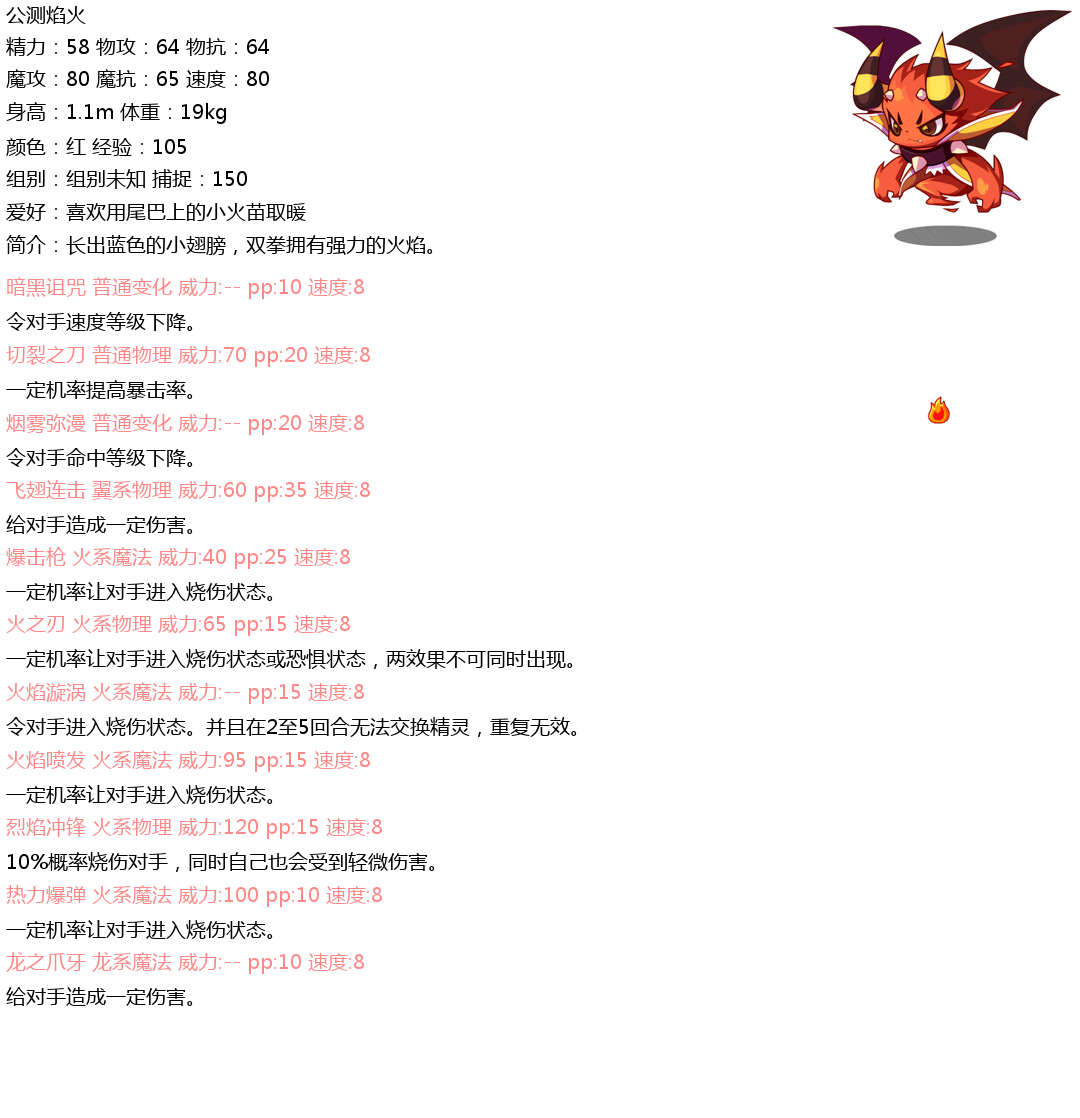 公测焰火
精力：58 物攻：64 物抗：64
魔攻：80 魔抗：65 速度：80
身高：1.1m 体重：19kg
颜色：红 经验：105
组别：组别未知 捕捉：150
爱好：喜欢用尾巴上的小火苗取暖
简介：长出蓝色的小翅膀，双拳拥有强力的火焰。
暗黑诅咒 普通变化 威力:-- pp:10 速度:8
令对手速度等级下降。
切裂之刀 普通物理 威力:70 pp:20 速度:8
一定机率提高暴击率。
烟雾弥漫 普通变化 威力:-- pp:20 速度:8
令对手命中等级下降。
飞翅连击 翼系物理 威力:60 pp:35 速度:8
给对手造成一定伤害。
爆击枪 火系魔法 威力:40 pp:25 速度:8
一定机率让对手进入烧伤状态。
火之刃 火系物理 威力:65 pp:15 速度:8
一定机率让对手进入烧伤状态或恐惧状态，两效果不可同时出现。
火焰漩涡 火系魔法 威力:-- pp:15 速度:8
令对手进入烧伤状态。并且在2至5回合无法交换精灵，重复无效。
火焰喷发 火系魔法 威力:95 pp:15 速度:8
一定机率让对手进入烧伤状态。
烈焰冲锋 火系物理 威力:120 pp:15 速度:8
10%概率烧伤对手，同时自己也会受到轻微伤害。
热力爆弹 火系魔法 威力:100 pp:10 速度:8
一定机率让对手进入烧伤状态。
龙之爪牙 龙系魔法 威力:-- pp:10 速度:8
给对手造成一定伤害。